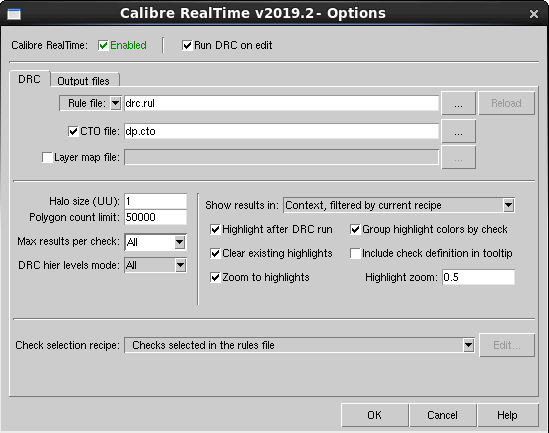 Calibre RealTime v2019.2 - Options
Calibre RealTime: Enabled Run DRC on edit
DRC Output files
Rule file: drc.rul ... Reload
CTO file: dp.cto ...
Layer map file: ...
Halo size (UU): 1
Polygon count limit: 50000
Max results per check: All
DRC hier levels mode: All
Show results in: Context, filtered by current recipe
Highlight after DRC run Group highlight colors by check
Clear existing highlights Include check definition in tooltip
Zoom to highlights Highlight zoom: 0.5
Check selection recipe: Checks selected in the rules file Edit...
OK Cancel Help